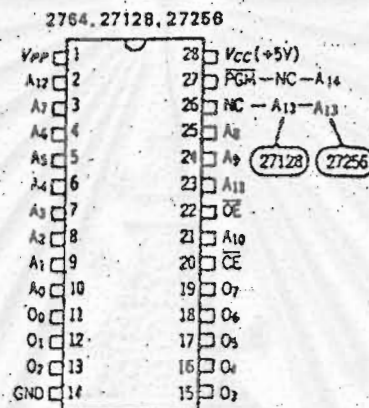 2764, 27128, 27256
VPP 1 28 VCC (+5V)
A12 2 27 P̅G̅M̅ — NC — A14
A7 3 26 NC — A13 — A13
A6 4 25 A8
A5 5 24 A9 27128 27256
A4 6 23 A11
A3 7 22 O̅E̅
A2 8 21 A10
A1 9 20 C̅E̅
A0 10 19 O7
O0 11 18 O6
O1 12 17 O5
O2 13 16 O4
GND 14 15 O3